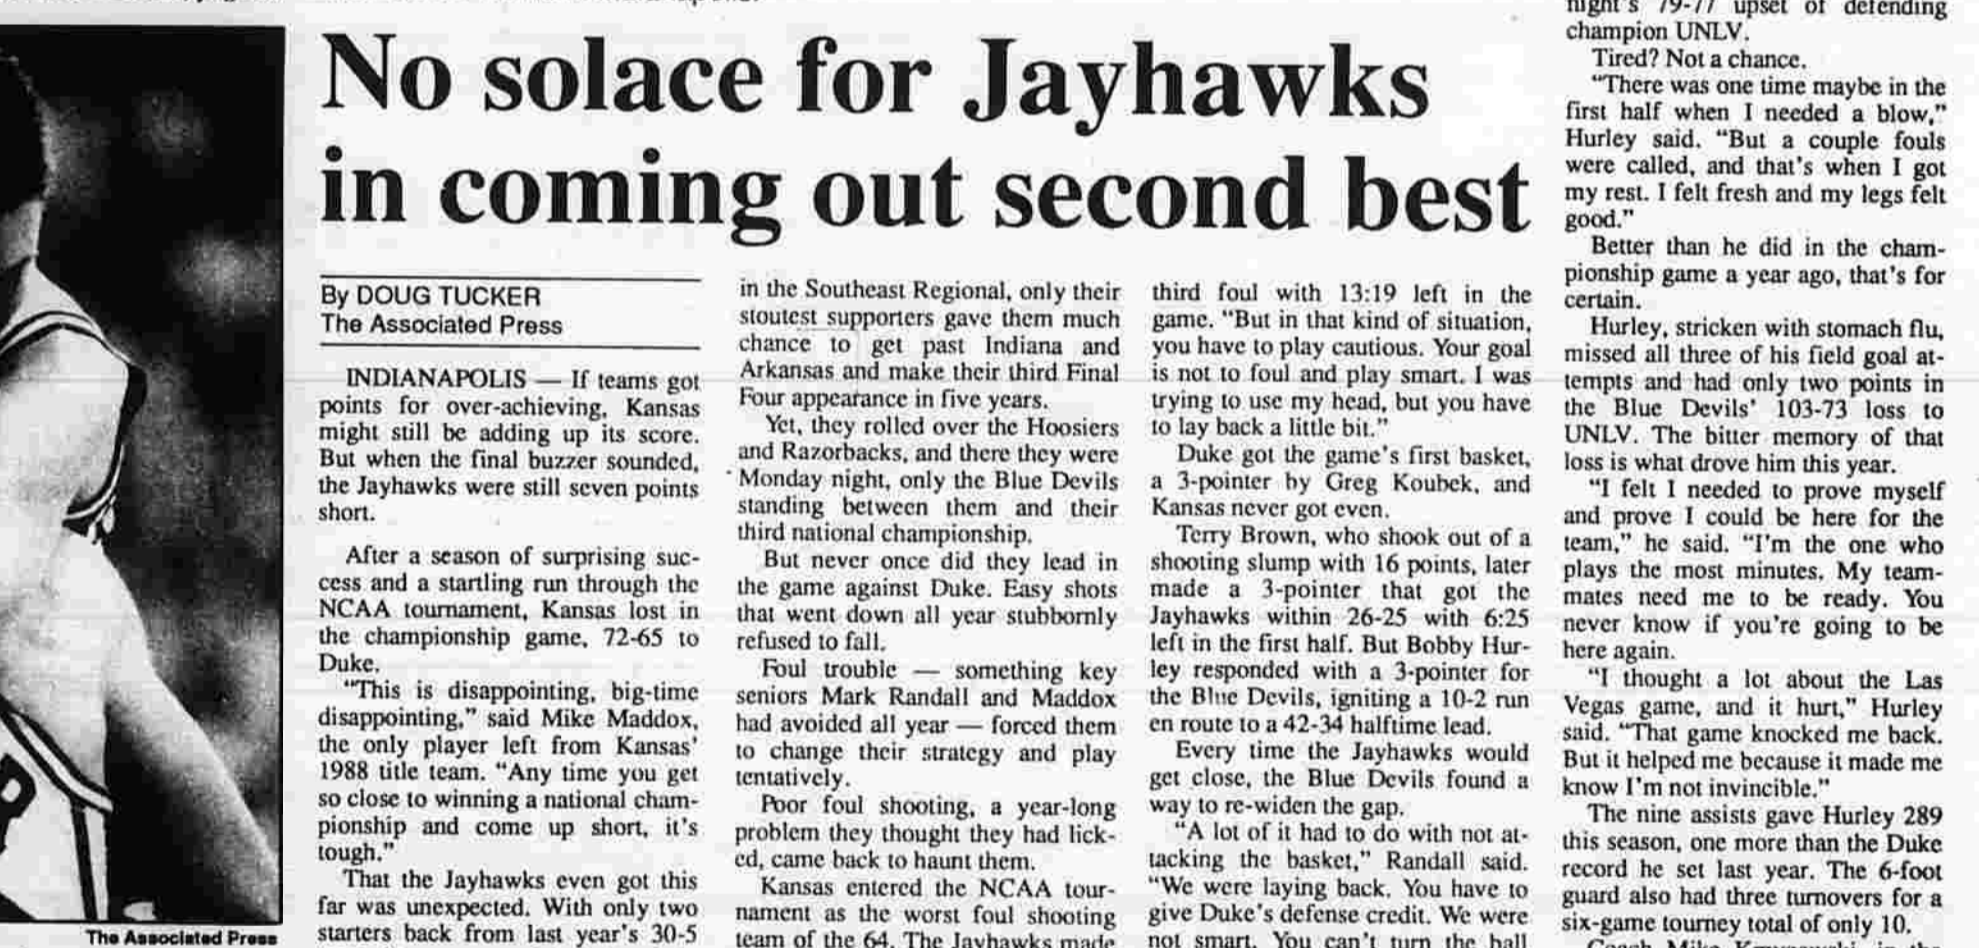 No solace for Jayhawks
in coming out second best
By DOUG TUCKER
The Associated Press
INDIANAPOLIS — If teams got
points for over-achieving, Kansas
might still be adding up its score.
But when the final buzzer sounded,
the Jayhawks were still seven points
short.
After a season of surprising suc-
cess and a startling run through the
NCAA tournament, Kansas lost in
the championship game, 72-65 to
Duke.
"This is disappointing, big-time
disappointing," said Mike Maddox,
the only player left from Kansas'
1988 title team. "Any time you get
so close to winning a national cham-
pionship and come up short, it's
tough."
That the Jayhawks even got this
far was unexpected. With only two
starters back from last year's 30-5
in the Southeast Regional, only their
stoutest supporters gave them much
chance to get past Indiana and
Arkansas and make their third Final
Four appearance in five years.
Yet, they rolled over the Hoosiers
and Razorbacks, and there they were
Monday night, only the Blue Devils
standing between them and their
third national championship.
But never once did they lead in
the game against Duke. Easy shots
that went down all year stubbornly
refused to fall.
Foul trouble — something key
seniors Mark Randall and Maddox
had avoided all year — forced them
to change their strategy and play
tentatively.
Poor foul shooting, a year-long
problem they thought they had lick-
ed, came back to haunt them.
Kansas entered the NCAA tour-
nament as the worst foul shooting
team of the 64. The Jayhawks made
third foul with 13:19 left in the
game. "But in that kind of situation,
you have to play cautious. Your goal
is not to foul and play smart. I was
trying to use my head, but you have
to lay back a little bit."
Duke got the game's first basket,
a 3-pointer by Greg Koubek, and
Kansas never got even.
Terry Brown, who shook out of a
shooting slump with 16 points, later
made a 3-pointer that got the
Jayhawks within 26-25 with 6:25
left in the first half. But Bobby Hur-
ley responded with a 3-pointer for
the Blue Devils, igniting a 10-2 run
en route to a 42-34 halftime lead.
Every time the Jayhawks would
get close, the Blue Devils found a
way to re-widen the gap.
"A lot of it had to do with not at-
tacking the basket," Randall said.
"We were laying back. You have to
give Duke's defense credit. We were
not smart. You can't turn the ball
night's 79-77 upset of defending
champion UNLV.
Tired? Not a chance.
"There was one time maybe in the
first half when I needed a blow,"
Hurley said. "But a couple fouls
were called, and that's when I got
my rest. I felt fresh and my legs felt
good."
Better than he did in the cham-
pionship game a year ago, that's for
certain.
Hurley, stricken with stomach flu,
missed all three of his field goal at-
tempts and had only two points in
the Blue Devils' 103-73 loss to
UNLV. The bitter memory of that
loss is what drove him this year.
"I felt I needed to prove myself
and prove I could be here for the
team," he said. "I'm the one who
plays the most minutes. My team-
mates need me to be ready. You
never know if you're going to be
here again.
"I thought a lot about the Las
Vegas game, and it hurt," Hurley
said. "That game knocked me back.
But it helped me because it made me
know I'm not invincible."
The nine assists gave Hurley 289
this season, one more than the Duke
record he set last year. The 6-foot
guard also had three turnovers for a
six-game tourney total of only 10.
The Associated Press